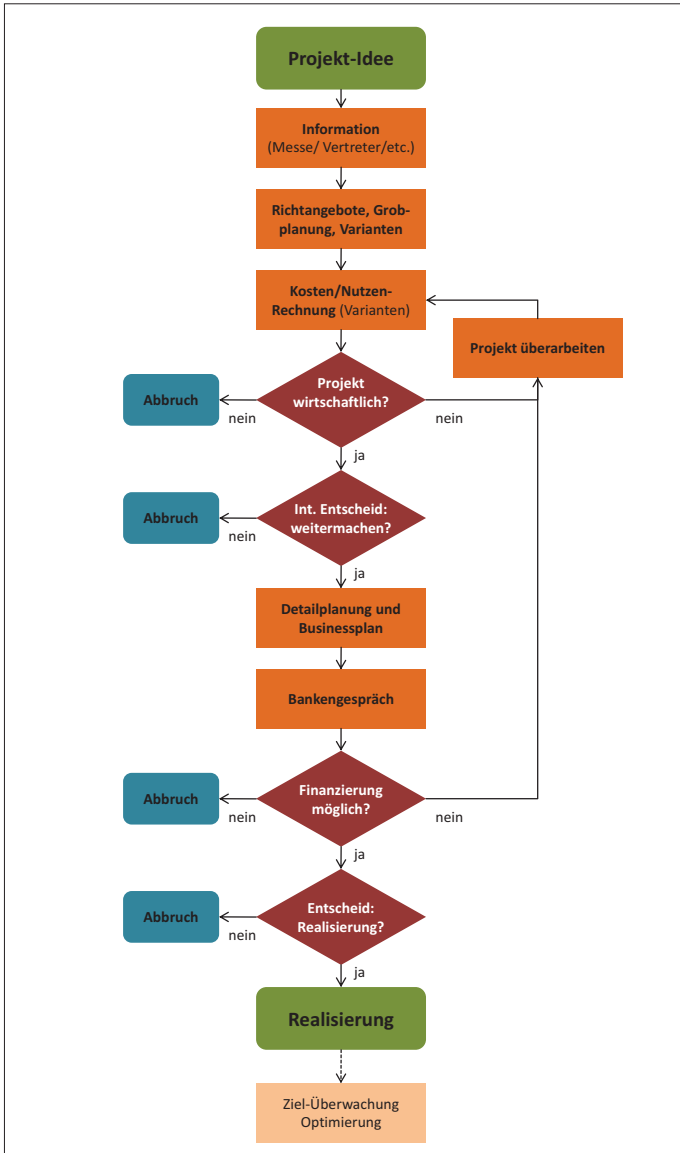 Projekt-Idee
Information
(Messe/ Vertreter/etc.)
Richtangebote, Grob-
planung, Varianten
Kosten/Nutzen-
Rechnung (Varianten)
Projekt überarbeiten
Projekt
wirtschaftlich?
Abbruch
nein
nein
ja
Int. Entscheid:
weitermachen?
Abbruch
nein
ja
Detailplanung und
Businessplan
Bankengespräch
Finanzierung
möglich?
Abbruch
nein
nein
ja
Entscheid:
Realisierung?
Abbruch
nein
ja
Realisierung
Ziel-Überwachung
Optimierung